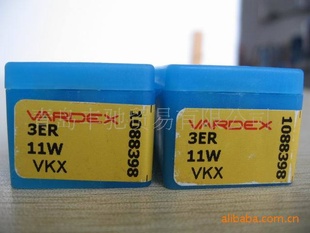 VARDEX
3ER
11W
VKX
1088398
VARDEX
3ER
11W
VKX
1088398
alibaba.com.cn